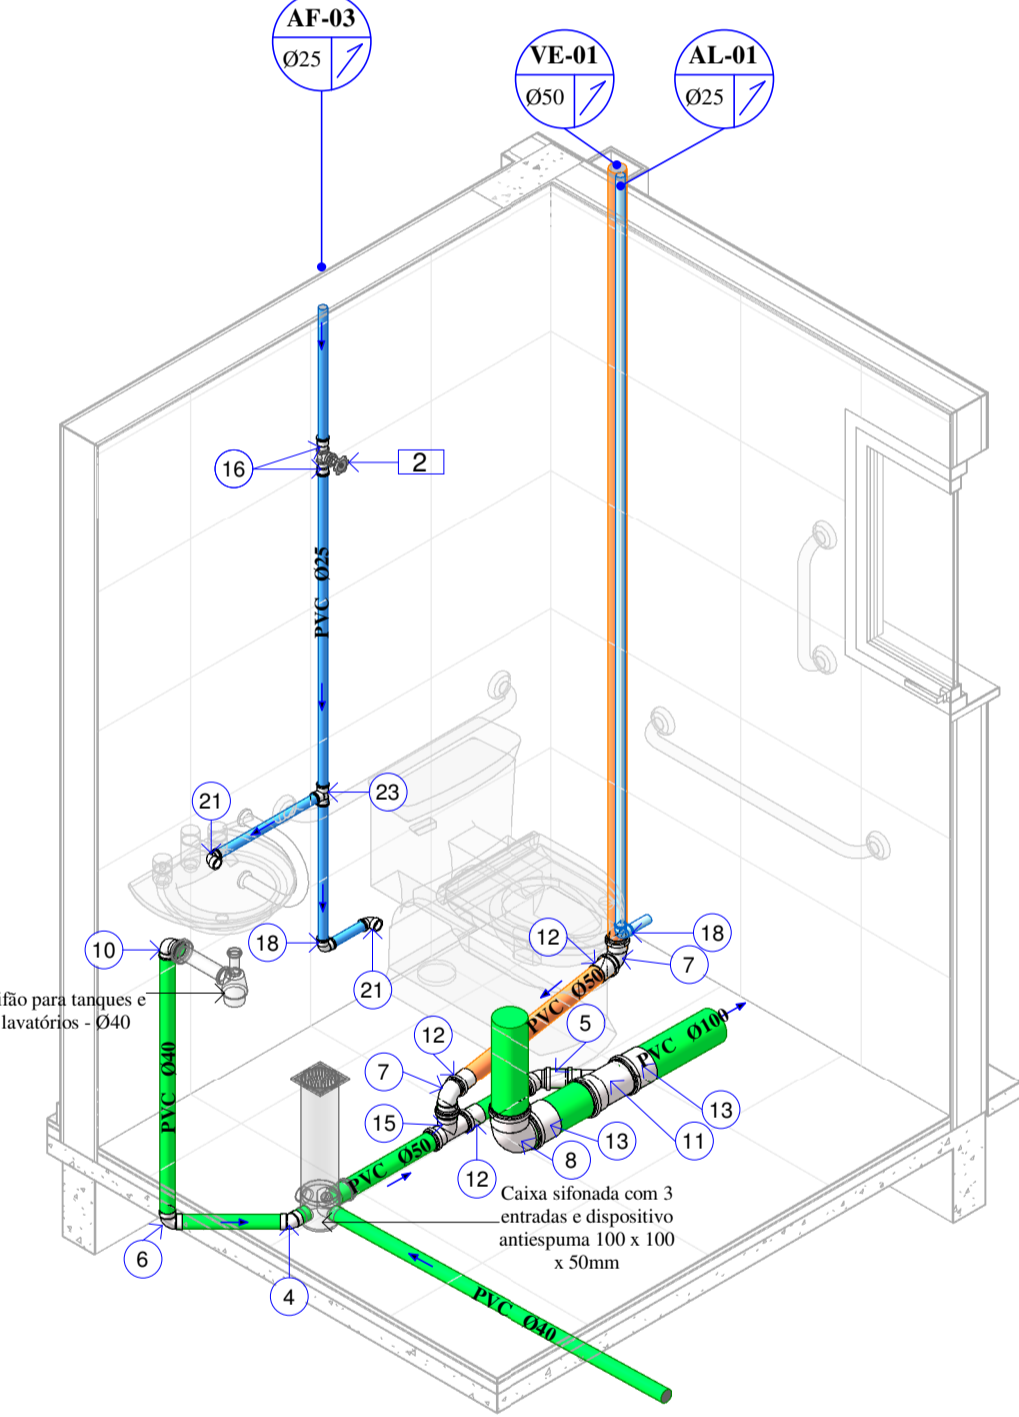 AF-03
Ø25
VE-01
Ø50
AL-01
Ø25
16
2
PVC Ø25
21
23
18
21
10
ifão para tanques e
lavatórios - Ø40
12
18
7
PVC Ø50
5
12
7
PVC Ø100
13
11
15
13
8
12
PVC Ø40
PVC Ø50
Caixa sifonada com 3
entradas e dispositivo
antiespuma 100 x 100
x 50mm
6
4
PVC Ø40